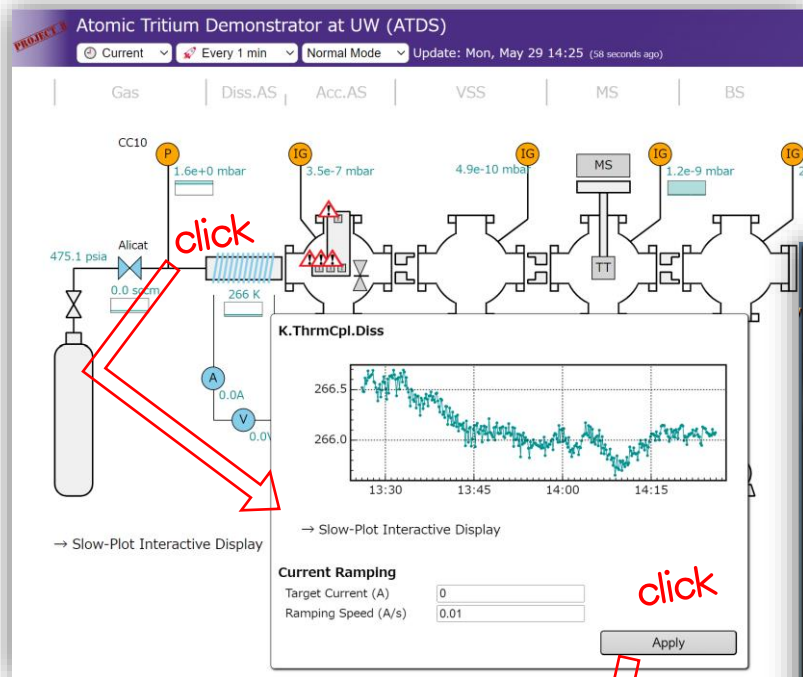 PROJECT 8
Atomic Tritium Demonstrator at UW (ATDS)
Current Every 1 min Normal Mode Update: Mon, May 29 14:25 (58 seconds ago)
Gas Diss.AS Acc.AS VSS MS BS
CC10
P IG IG MS IG IG
1.6e+0 mbar 3.5e-7 mbar 4.9e-10 mbar 1.2e-9 mbar 2
click
475.1 psia Alicat
TT
0.0 sccm 266 K
K.ThrmCpl.Diss
A
0.0A
V
0.0V
266.5
266.0
13:30 13:45 14:00 14:15
→ Slow-Plot Interactive Display
→ Slow-Plot Interactive Display
Current Ramping
Target Current (A) 0
Ramping Speed (A/s) 0.01
click
Apply